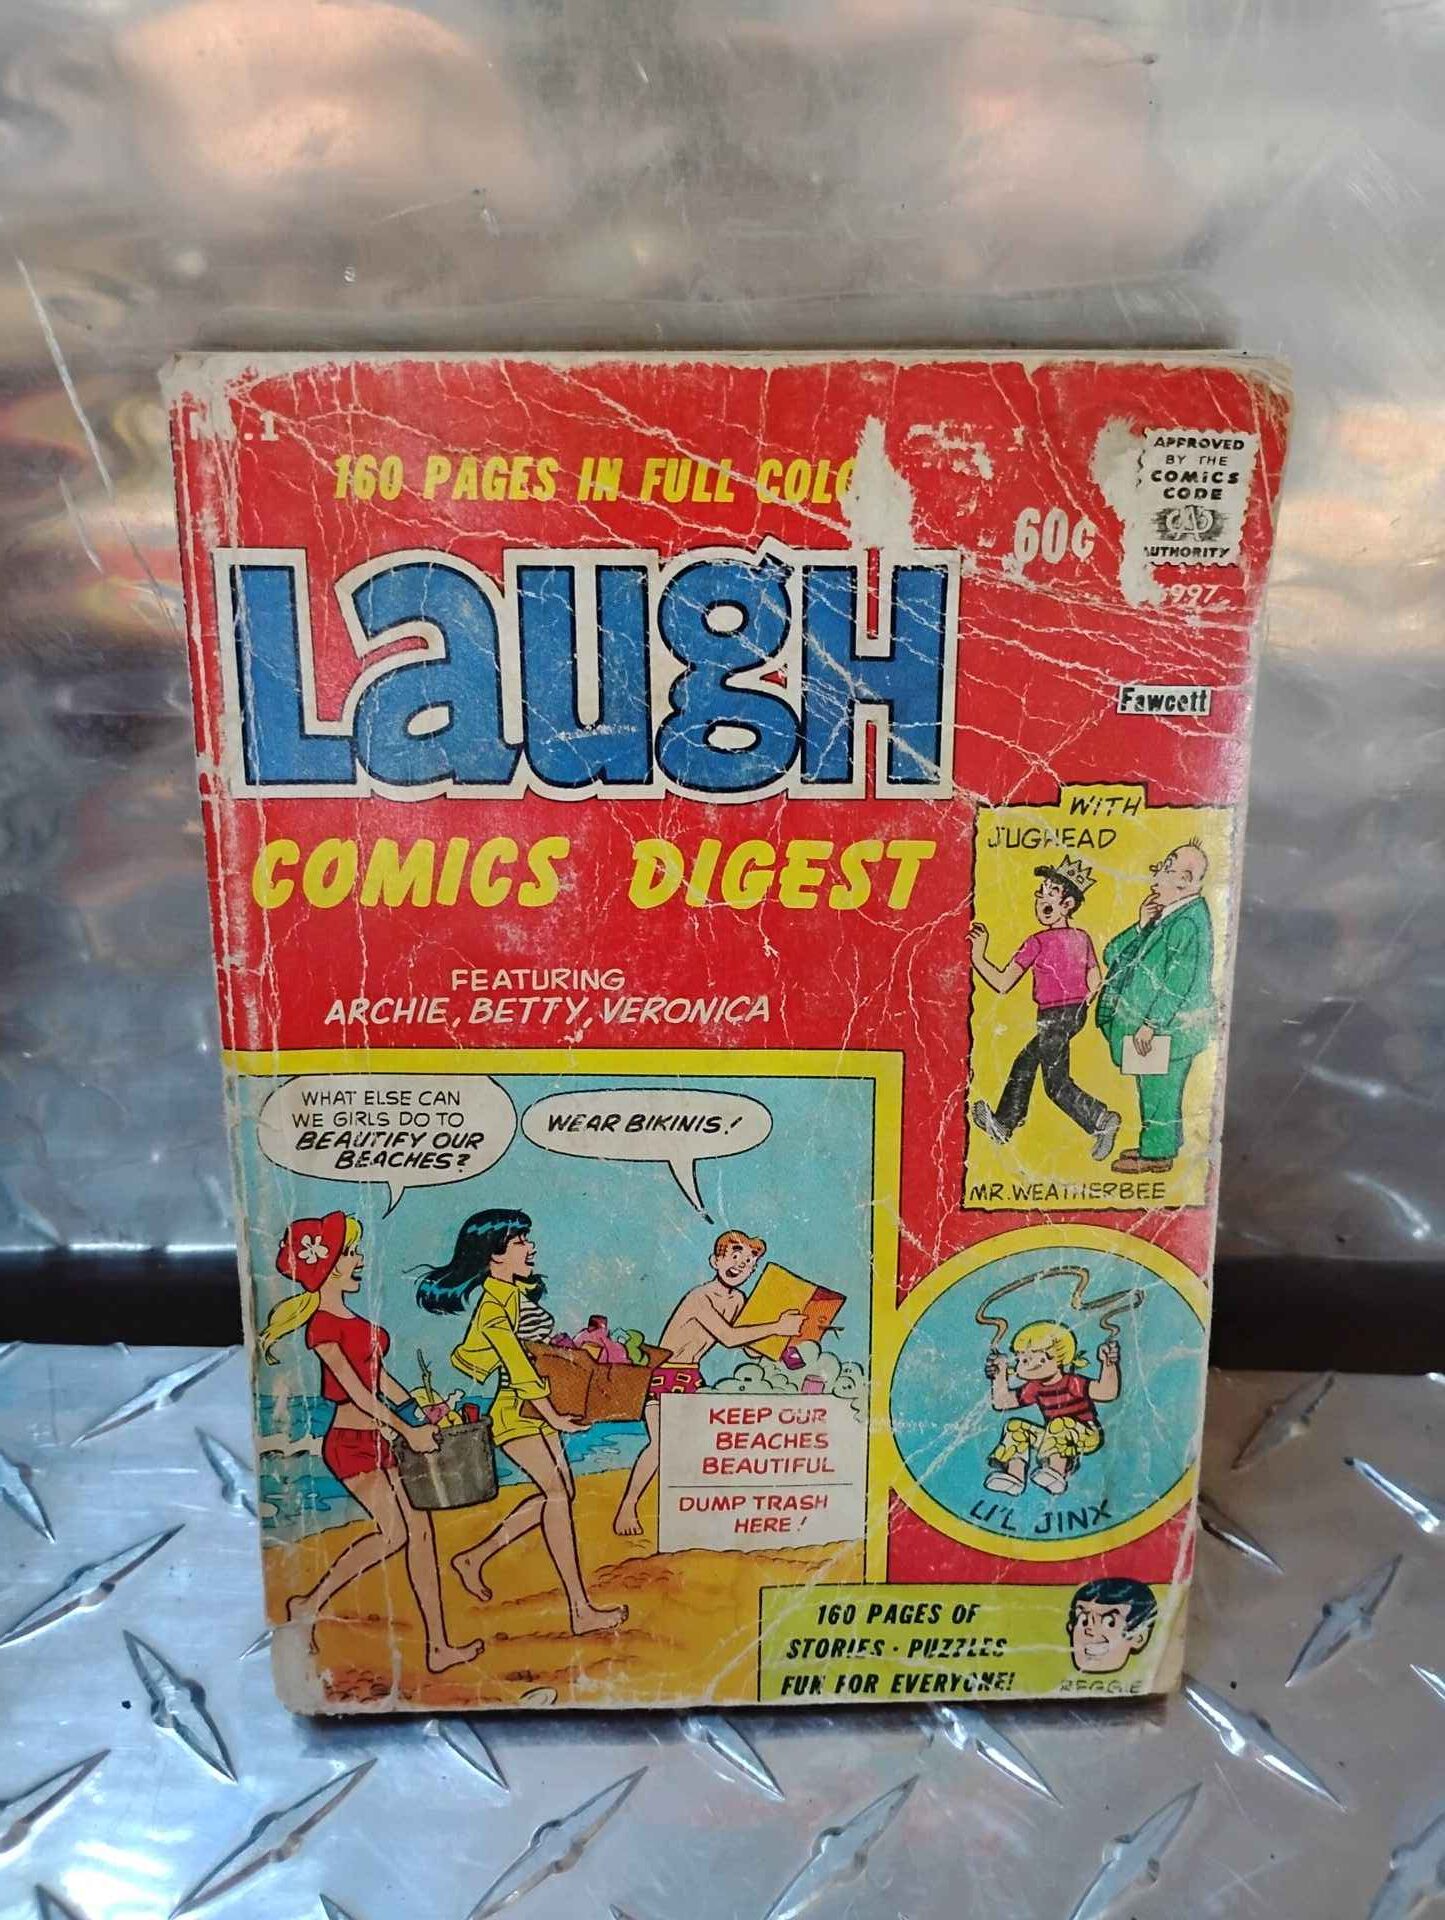 160 PAGES IN FULL
60¢
APPROVED
BY THE
COMICS
CODE
AUTHORITY
Laugh
COMICS DIGEST
Fawcett
WITH
JUGHEAD
MR. WEATHERBEE
FEATURING
ARCHIE, BETTY, VERONICA
WHAT ELSE CAN
WE GIRLS DO TO
BEAUTIFY OUR
BEACHES?
WEAR BIKINIS!
KEEP OUR
BEACHES
BEAUTIFUL
DUMP TRASH
HERE!
LI'L JINX
160 PAGES OF
STORIES · PUZZLES
FUN FOR EVERYONE!
REGGIE